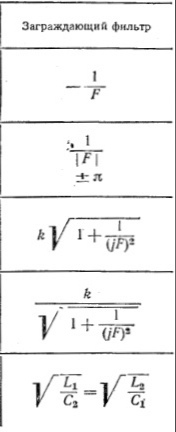 Заграждающий фильтр
− 1/F
1/|F|
± π
k√(1 + 1/(jF)²)
k/√(1 + 1/(jF)²)
√(L₁/C₂) = √(L₂/C₁)